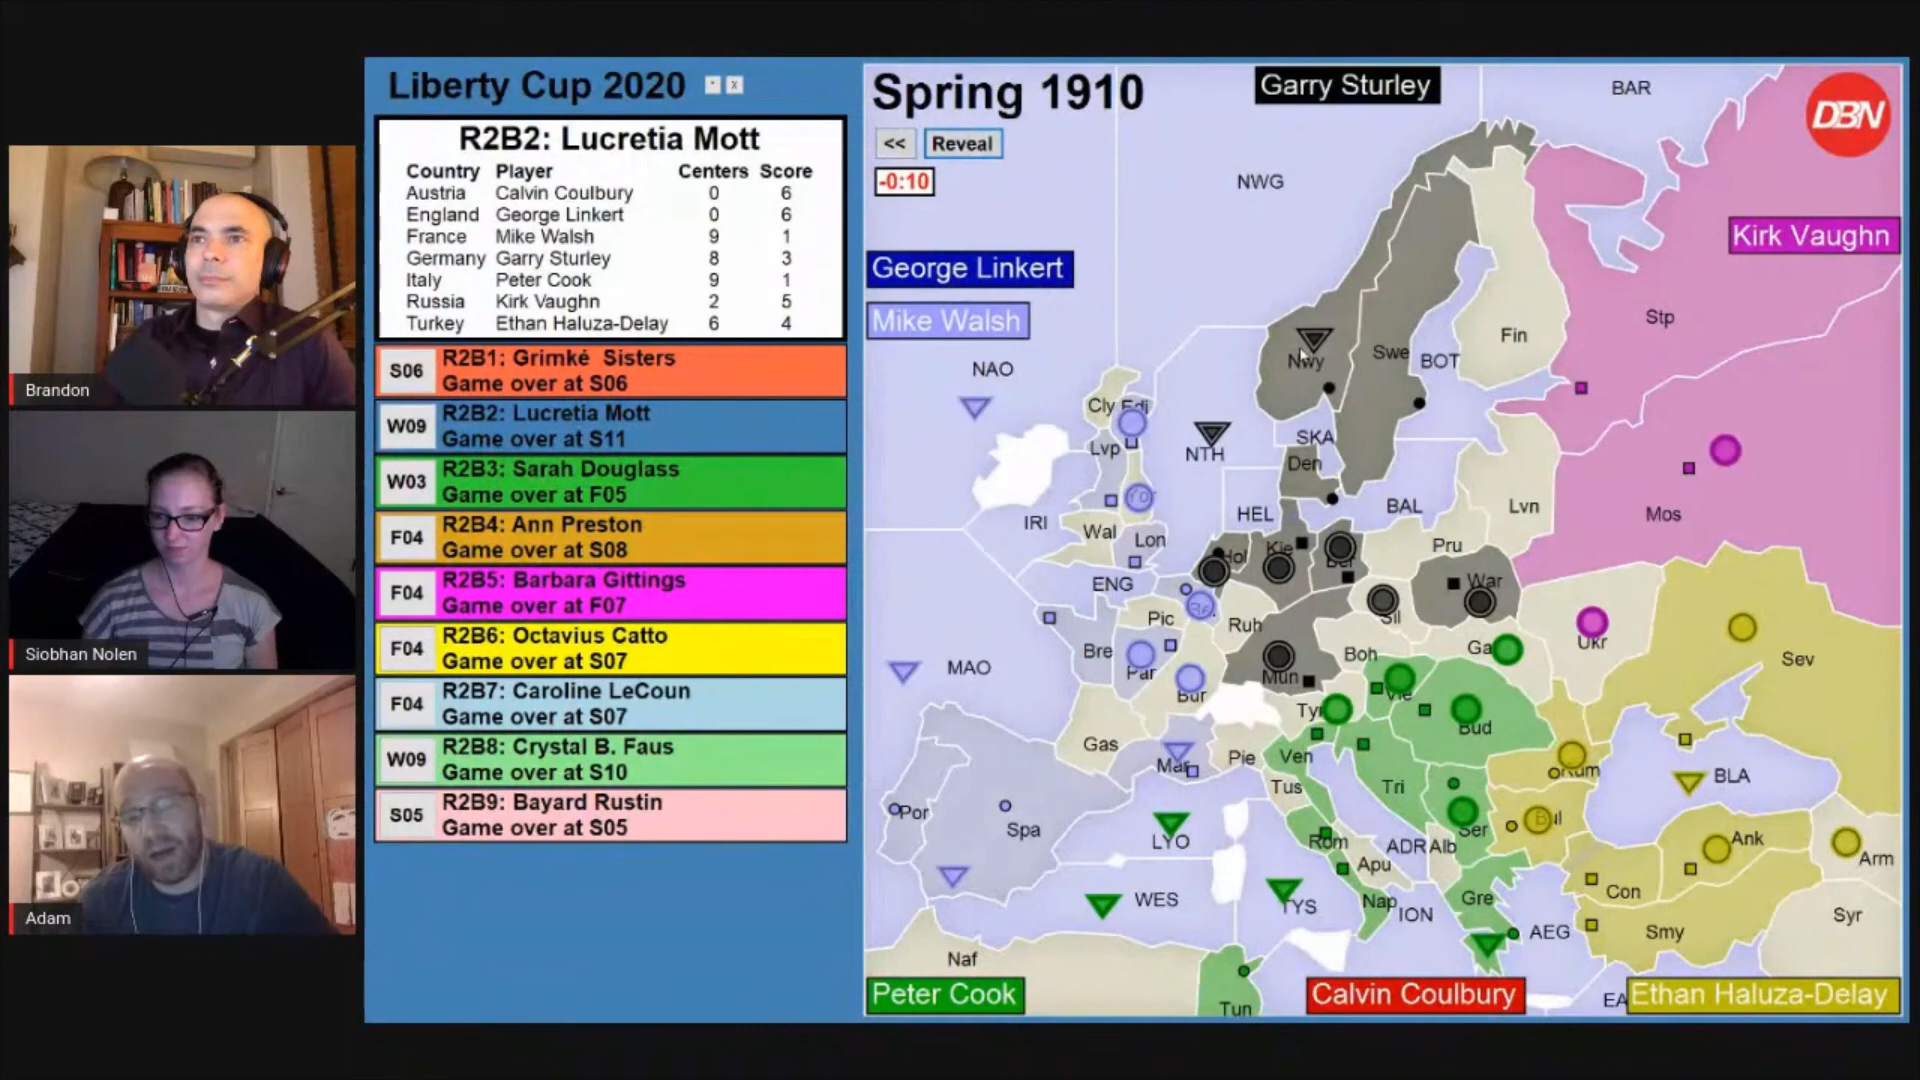 Liberty Cup 2020
R2B2: Lucretia Mott
Country Player Centers Score
Austria Calvin Coulbury 0 6
England George Linkert 0 6
France Mike Walsh 9 1
Germany Garry Sturley 8 3
Italy Peter Cook 9 1
Russia Kirk Vaughn 2 5
Turkey Ethan Haluza-Delay 6 4
S06 R2B1: Grimké Sisters
Game over at S06
W09 R2B2: Lucretia Mott
Game over at S11
W03 R2B3: Sarah Douglass
Game over at F05
F04 R2B4: Ann Preston
Game over at S08
F04 R2B5: Barbara Gittings
Game over at F07
F04 R2B6: Octavius Catto
Game over at S07
F04 R2B7: Caroline LeCoun
Game over at S07
W09 R2B8: Crystal B. Faus
Game over at S10
S05 R2B9: Bayard Rustin
Game over at S05
Brandon
Siobhan Nolen
Adam
Spring 1910
<< Reveal
-0:10
Garry Sturley
DBN
Kirk Vaughn
George Linkert
Mike Walsh
BAR
NWG
Stp
Fin
Nwy
Swe
BOT
NAO
Cly
Edi
Lvp
NTH
SKA
Den
HEL
BAL
Lvn
Mos
IRI
Wal
Lon
Hol
Kie
Ber
Pru
War
ENG
Pic
Bel
Ruh
Sil
Ukr
Bre
Par
Bur
Mun
Boh
Gal
Sev
MAO
Tyr
Vie
Bud
Gas
Mar
Pie
Ven
Rum
BLA
Tus
Tri
Por
Spa
LYO
Rom
ADR
Alb
Ser
Bul
Ank
Arm
Apu
Con
WES
TYS
Nap
ION
Gre
AEG
Smy
Syr
Naf
Tun
Peter Cook
Calvin Coulbury
Ethan Haluza-Delay